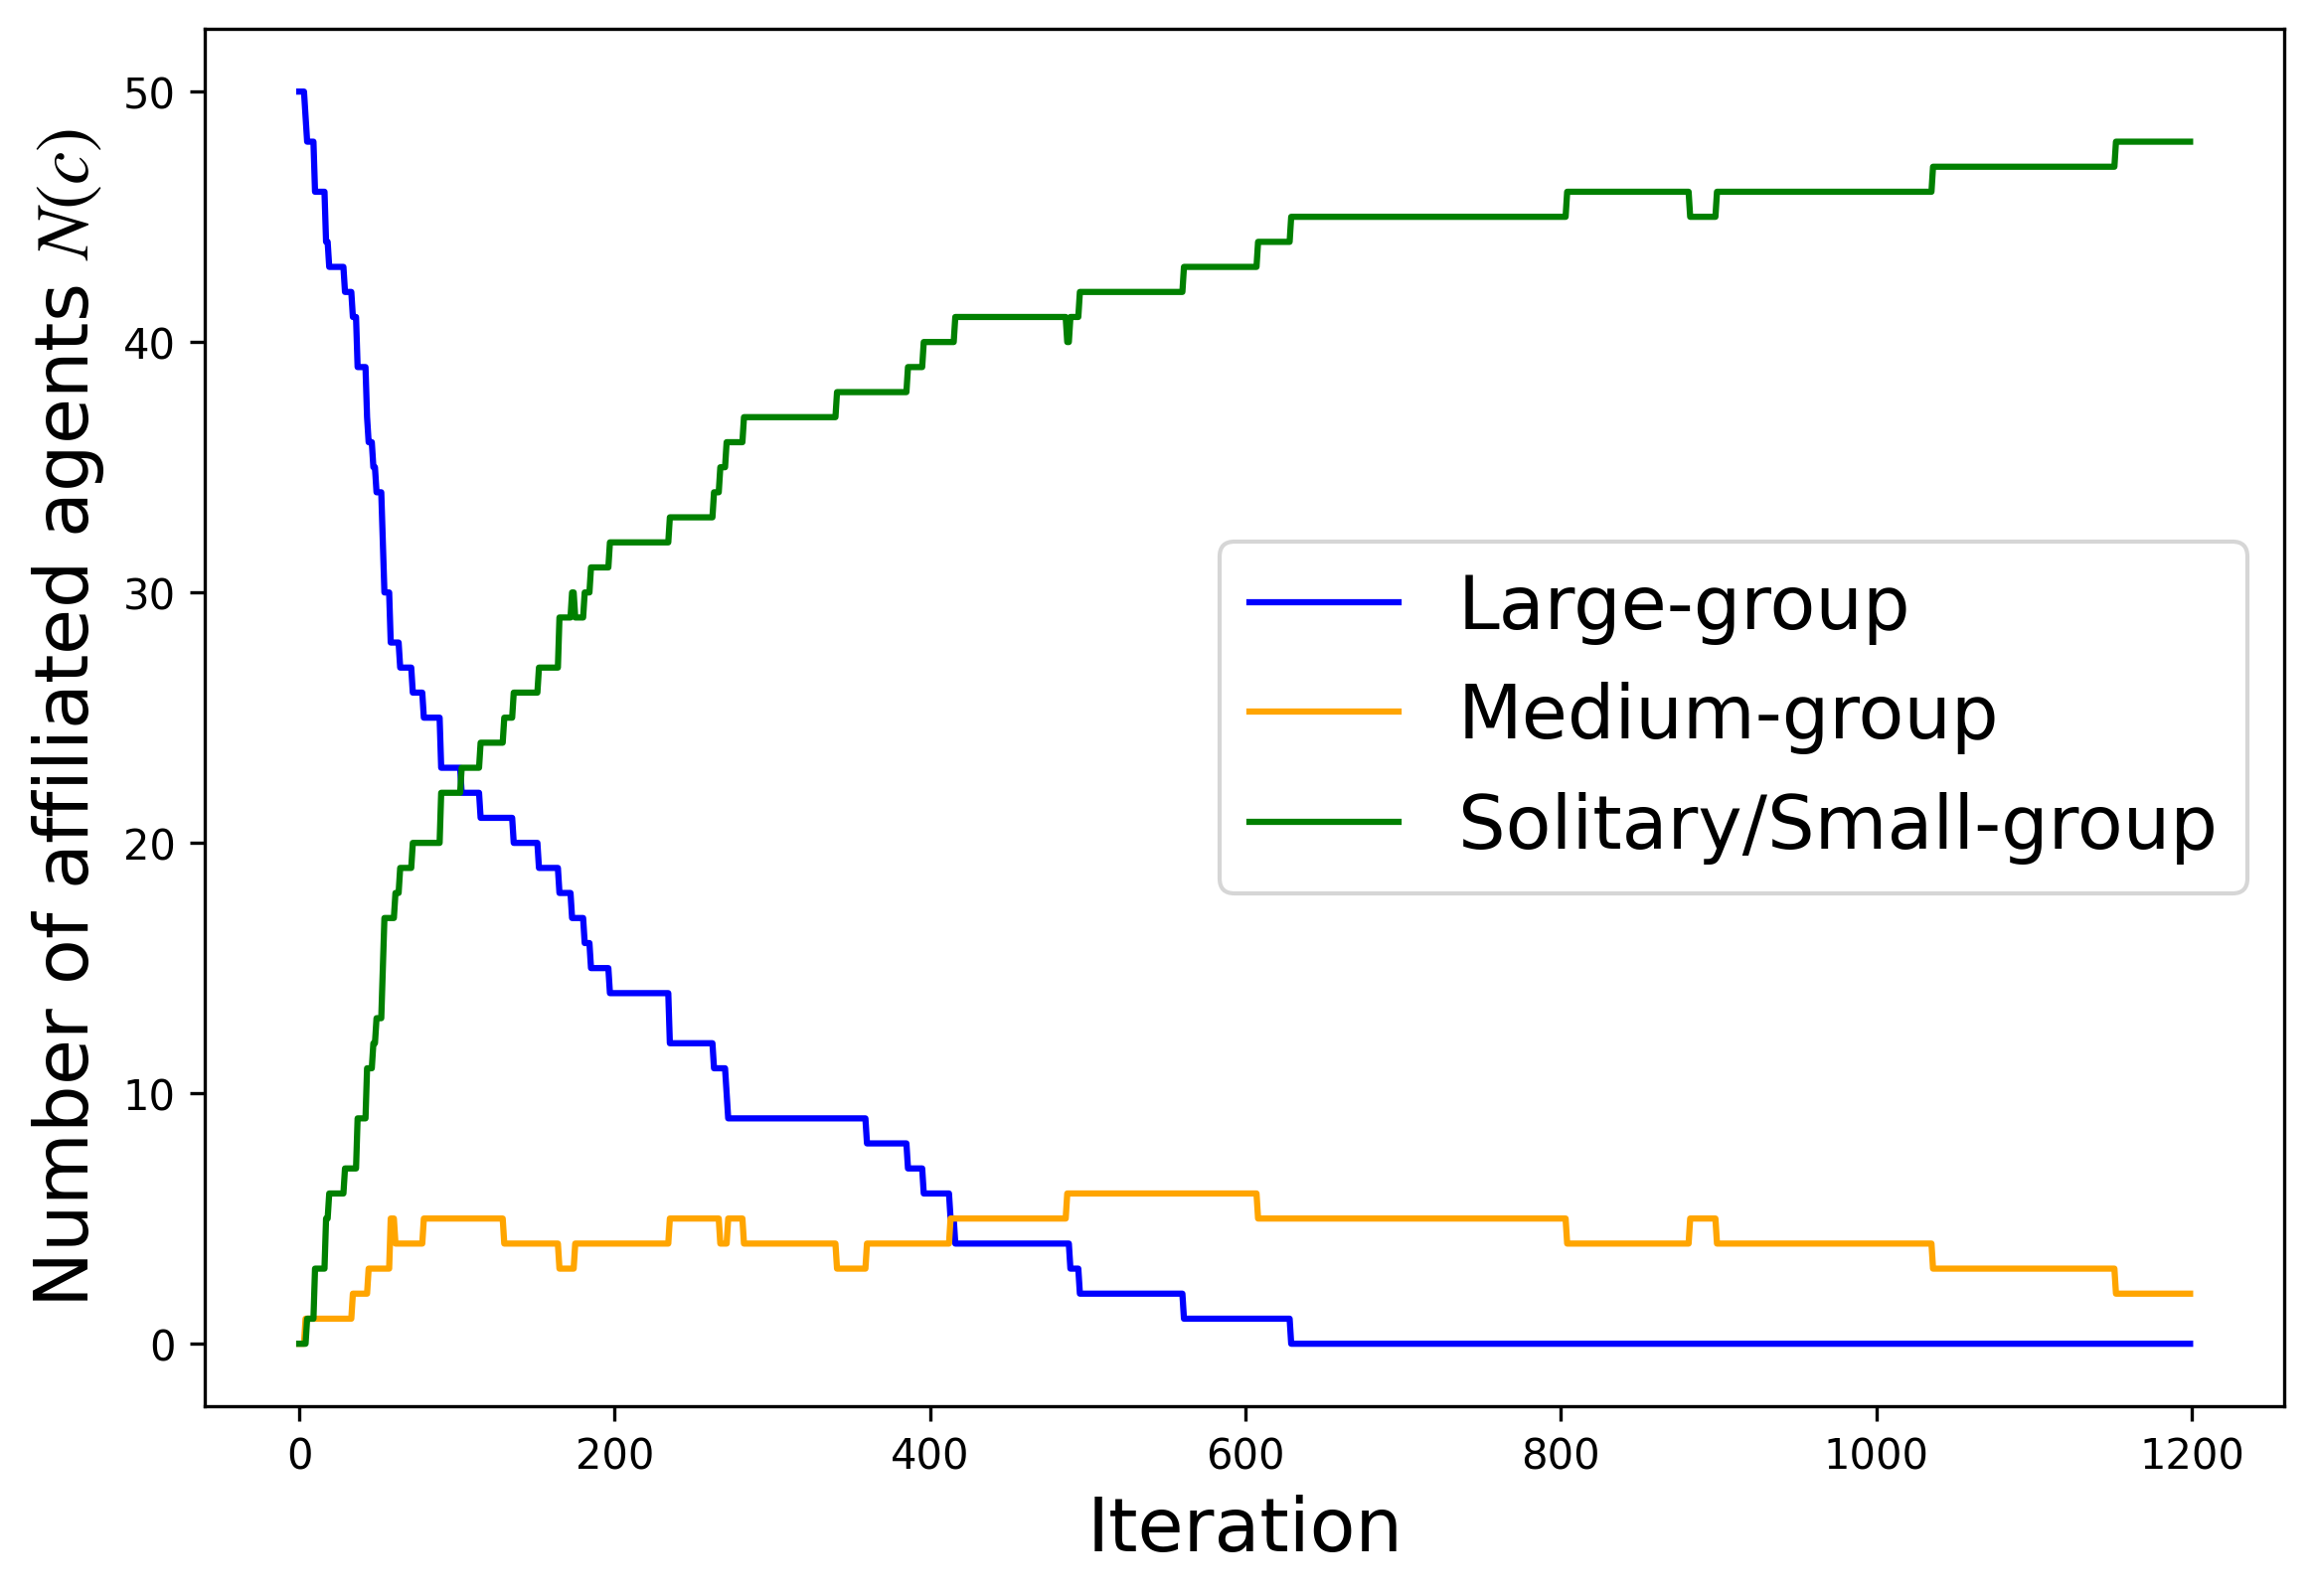 Number of affiliated agents N(c)
50
40
30
20
10
0
Large-group
Medium-group
Solitary/Small-group
0 200 400 600 800 1000 1200
Iteration